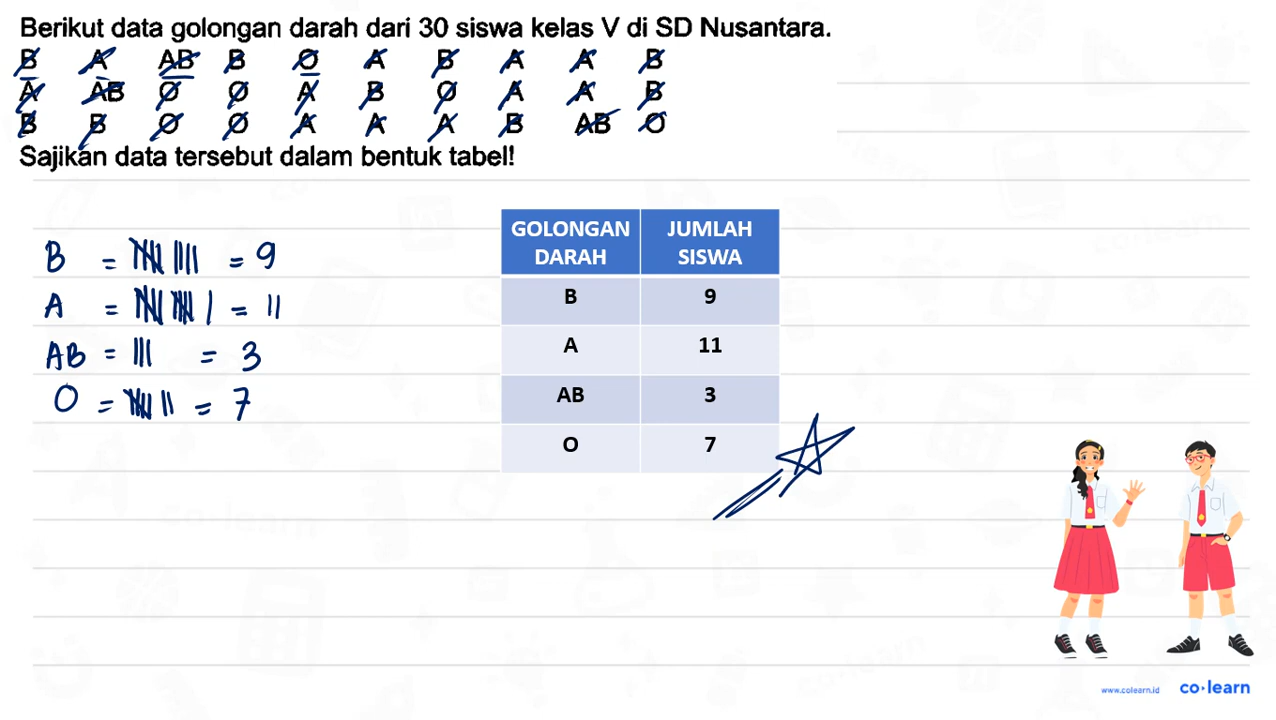 Berikut data golongan darah dari 30 siswa kelas V di SD Nusantara.
B A AB B O A B A A B
A AB O O A B O A A B
B B O O A A A B AB O
Sajikan data tersebut dalam bentuk tabel!
GOLONGAN DARAH JUMLAH SISWA
B 9
A 11
AB 3
O 7
B = |||| |||| = 9
A = |||| |||| | = 11
AB = ||| = 3
O = |||| || = 7
www.colearn.id co·learn